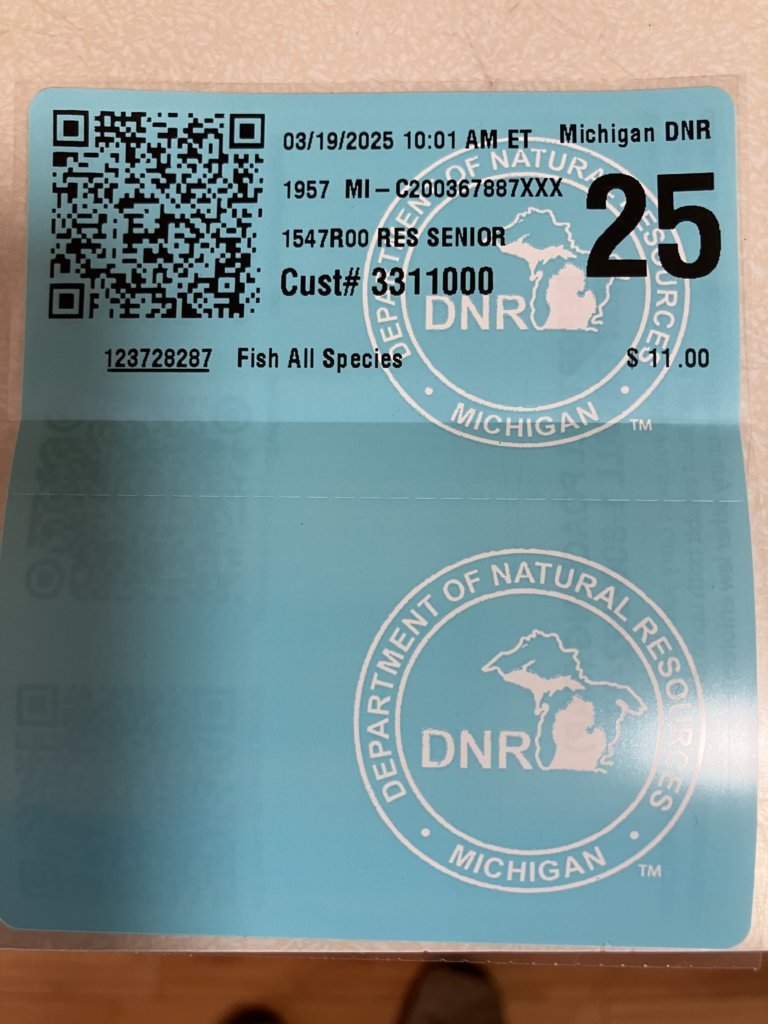 03/19/2025 10:01 AM ET Michigan DNR
1957 MI-C200367887XXX
25
1547R00 RES SENIOR
Cust# 3311000
123728287 Fish All Species $ 11.00
DEPARTMENT OF NATURAL RESOURCES
DNR
MICHIGAN
TM
DEPARTMENT OF NATURAL RESOURCES
DNR
MICHIGAN
TM